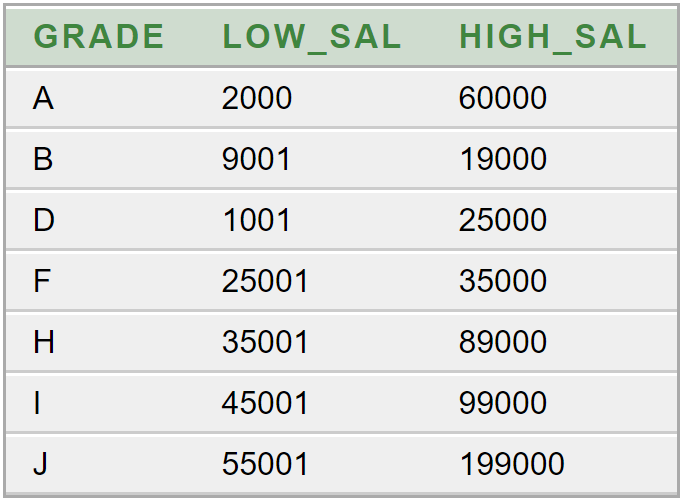 GRADE LOW_SAL HIGH_SAL
A 2000 60000
B 9001 19000
D 1001 25000
F 25001 35000
H 35001 89000
I 45001 99000
J 55001 199000